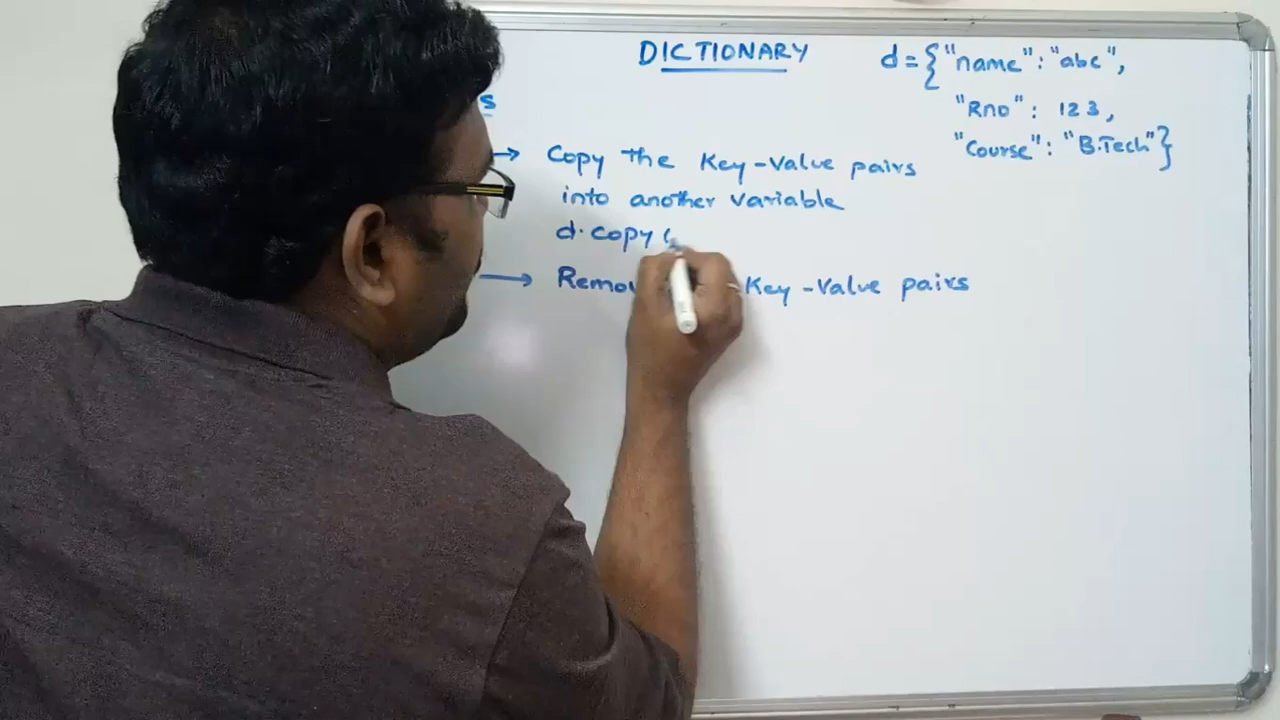 DICTIONARY
d={"name":"abc",
"Rno": 123,
"Course": "B.Tech"}
s
→ Copy the Key-Value pairs
into another variable
d.copy(
→ Remo Key-Value pairs